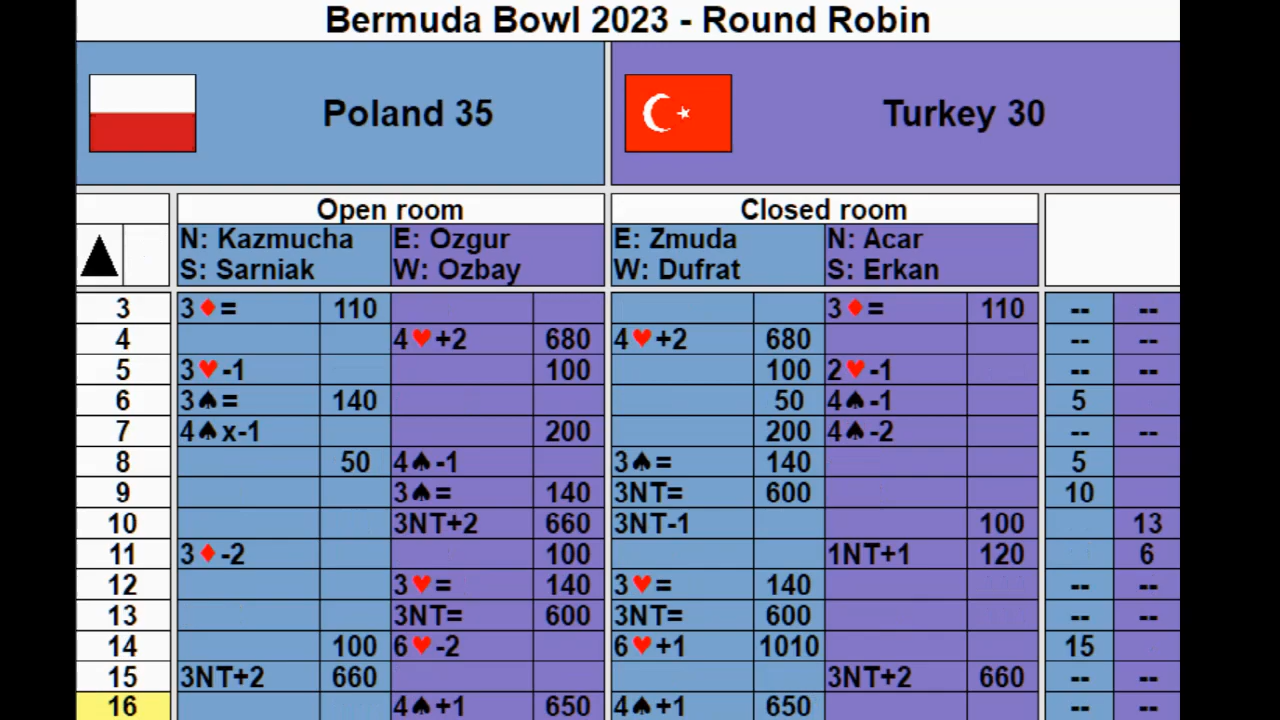 Bermuda Bowl 2023 - Round Robin
Poland 35 Turkey 30
Open room Closed room
N: Kazmucha E: Ozgur E: Zmuda N: Acar
S: Sarniak W: Ozbay W: Dufrat S: Erkan
3 3♦= 110 3♦= 110 -- --
4 4♥+2 680 4♥+2 680 -- --
5 3♥-1 100 100 2♥-1 -- --
6 3♠= 140 50 4♠-1 5
7 4♠x-1 200 200 4♠-2 -- --
8 50 4♠-1 3♠= 140 5
9 3♠= 140 3NT= 600 10
10 3NT+2 660 3NT-1 100 13
11 3♦-2 100 1NT+1 120 6
12 3♥= 140 3♥= 140 -- --
13 3NT= 600 3NT= 600 -- --
14 100 6♥-2 6♥+1 1010 15
15 3NT+2 660 3NT+2 660 -- --
16 4♠+1 650 4♠+1 650 -- --